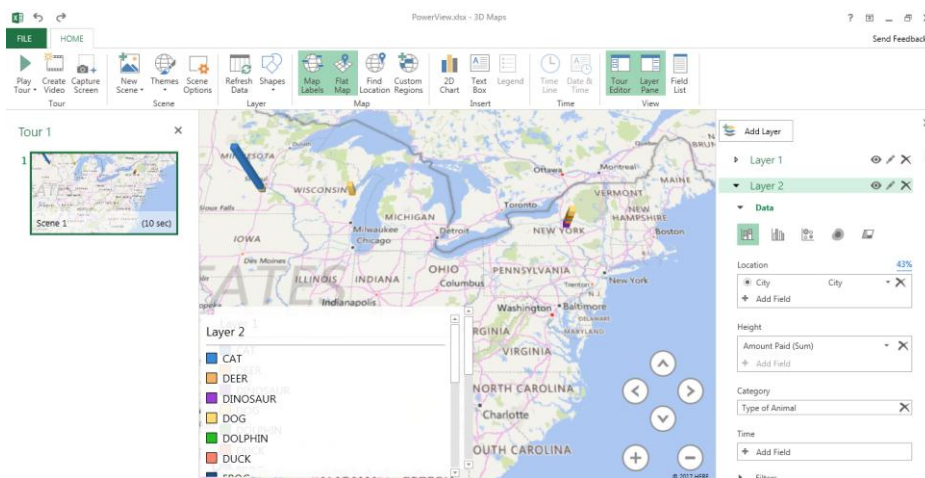 PowerView.xlsx - 3D Maps
FILE HOME Send Feedback
Play Tour Create Video Capture Screen
New Scene Themes Scene Options
Refresh Data Shapes
Map Labels Flat Map Find Location Custom Regions
2D Chart Text Box Legend
Time Line Date & Time
Tour Editor Layer Pane Field List
Tour Scene Layer Map Insert Time View
Tour 1
1
Scene 1 (10 sec)
Ottawa Montreal
MAINE
WISCONSIN
VERMONT
Sioux Falls
Toronto
NEW HAMPSHIRE
MICHIGAN
Milwaukee Detroit NEW YORK Boston
IOWA
Chicago
Des Moines
OHIO PENNSYLVANIA
ILLINOIS INDIANA Columbus Trenton New York
N.J.
Indianapolis
Washington Baltimore
DELAWARE
MARYLAND
VIRGINIA
NORTH CAROLINA
Charlotte
Layer 2
CAT
DEER
DINOSAUR
DOG
DOLPHIN
DUCK
© 2017 HERE
Add Layer
Layer 1
Layer 2
Data
Location 43%
City City
Add Field
Height
Amount Paid (Sum)
Add Field
Category
Type of Animal
Time
Add Field
Filters